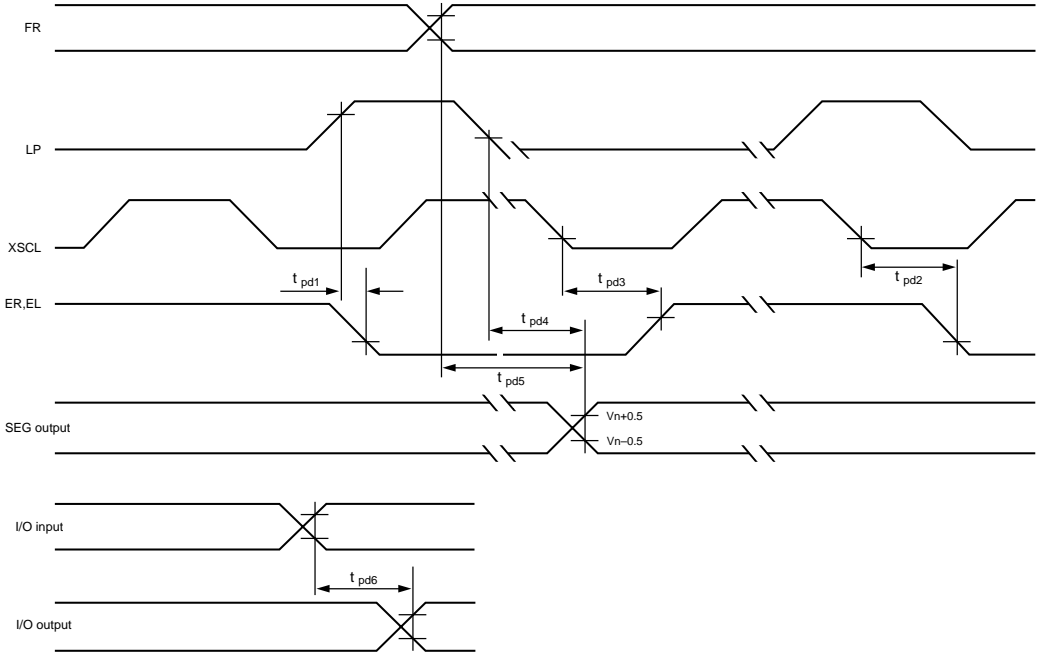 FR
LP
XSCL
t pd1
t pd3
t pd2
ER,EL
t pd4
t pd5
Vn+0.5
SEG output
Vn–0.5
I/O input
t pd6
I/O output